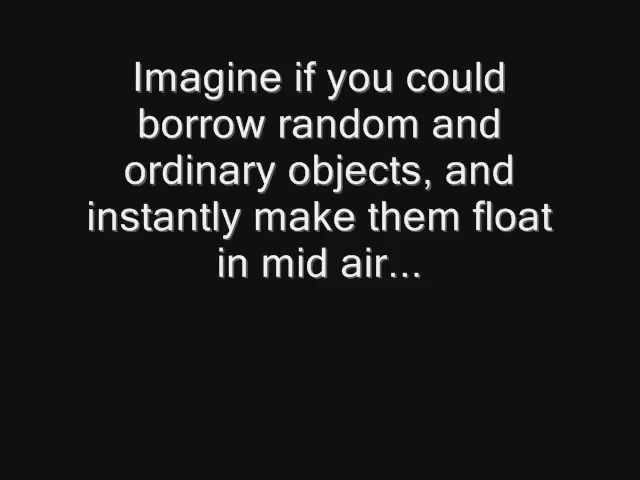 Imagine if you could
borrow random and
ordinary objects, and
instantly make them float
in mid air...